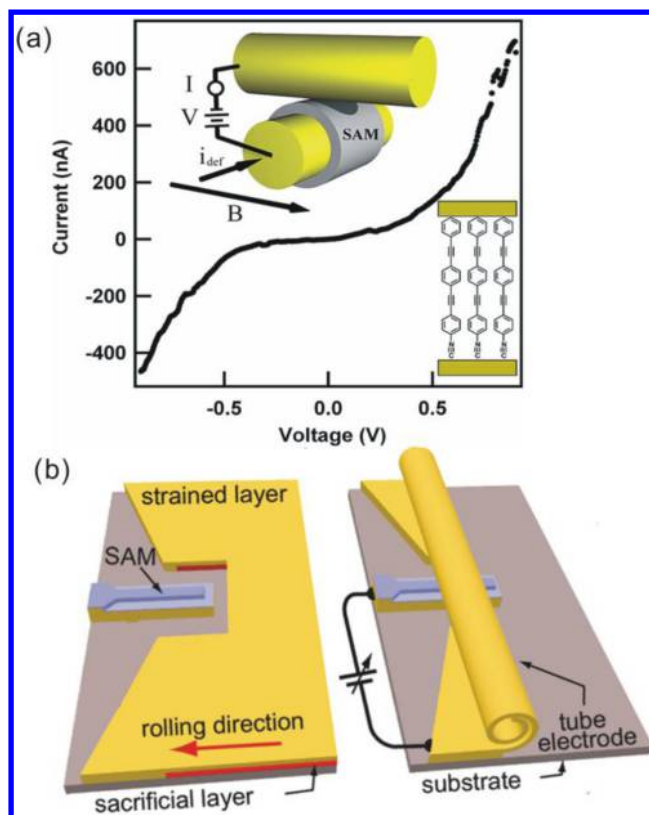 (a)
600
400
200
0
-200
-400
Current (nA)
I
V
i def
B
SAM
N≡C N≡C N≡C
-0.5 0.0 0.5
Voltage (V)
(b)
strained layer
SAM
rolling direction
sacrificial layer
tube
electrode
substrate